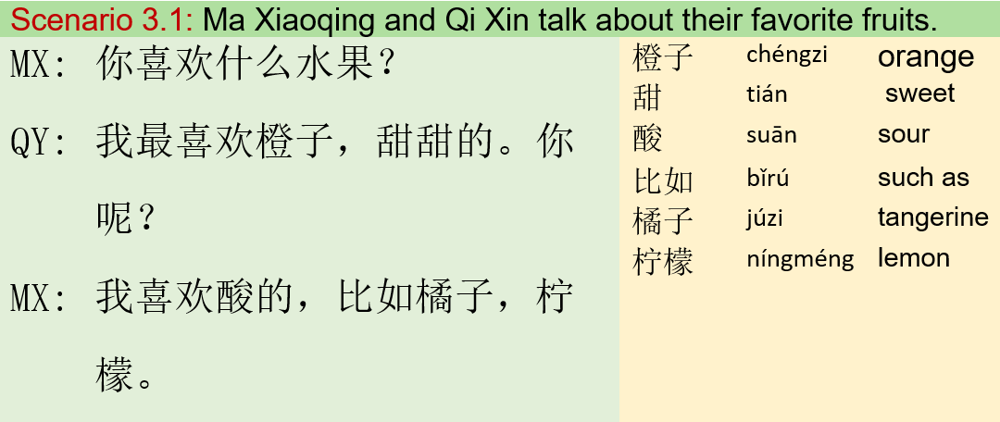 Scenario 3.1: Ma Xiaoqing and Qi Xin talk about their favorite fruits.
MX: 你喜欢什么水果？
QY: 我最喜欢橙子，甜甜的。你
呢？
MX: 我喜欢酸的，比如橘子，柠
檬。
橙子 chéngzi orange
甜 tián sweet
酸 suān sour
比如 bǐrú such as
橘子 júzi tangerine
柠檬 níngméng lemon